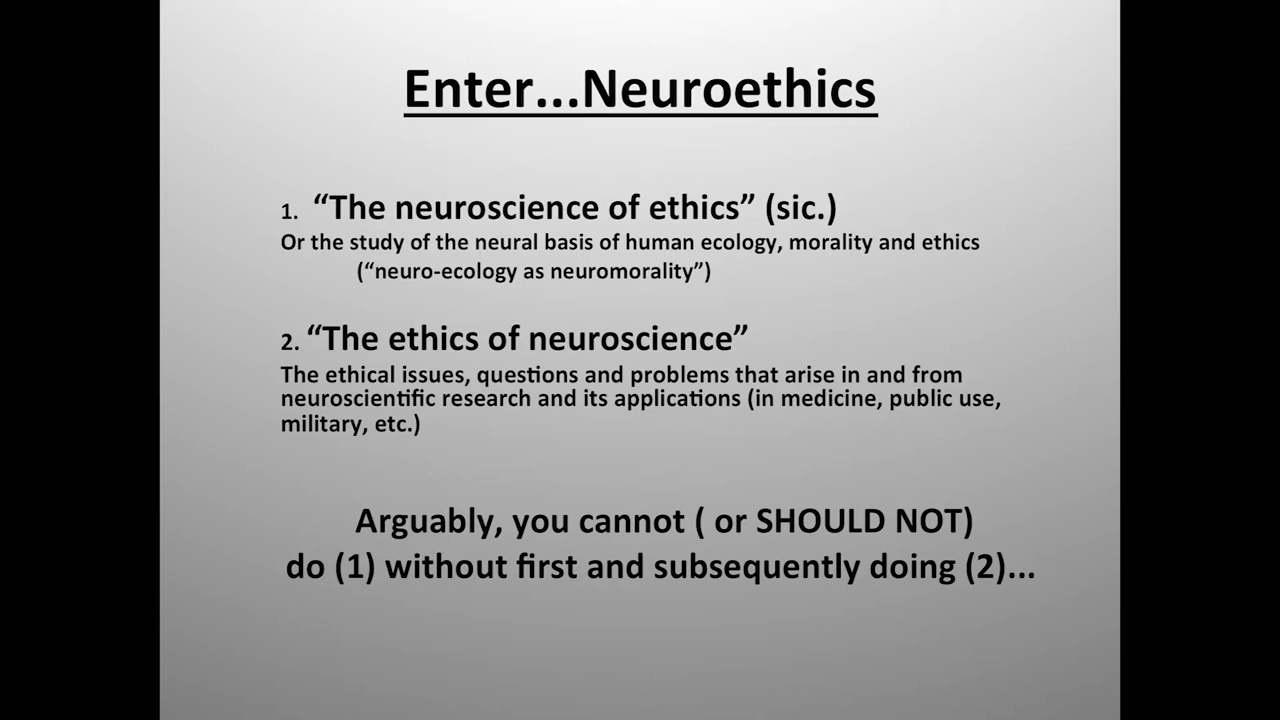 Enter...Neuroethics
1. “The neuroscience of ethics” (sic.)
Or the study of the neural basis of human ecology, morality and ethics
(“neuro-ecology as neuromorality”)
2. “The ethics of neuroscience”
The ethical issues, questions and problems that arise in and from
neuroscientific research and its applications (in medicine, public use,
military, etc.)
Arguably, you cannot ( or SHOULD NOT)
do (1) without first and subsequently doing (2)...